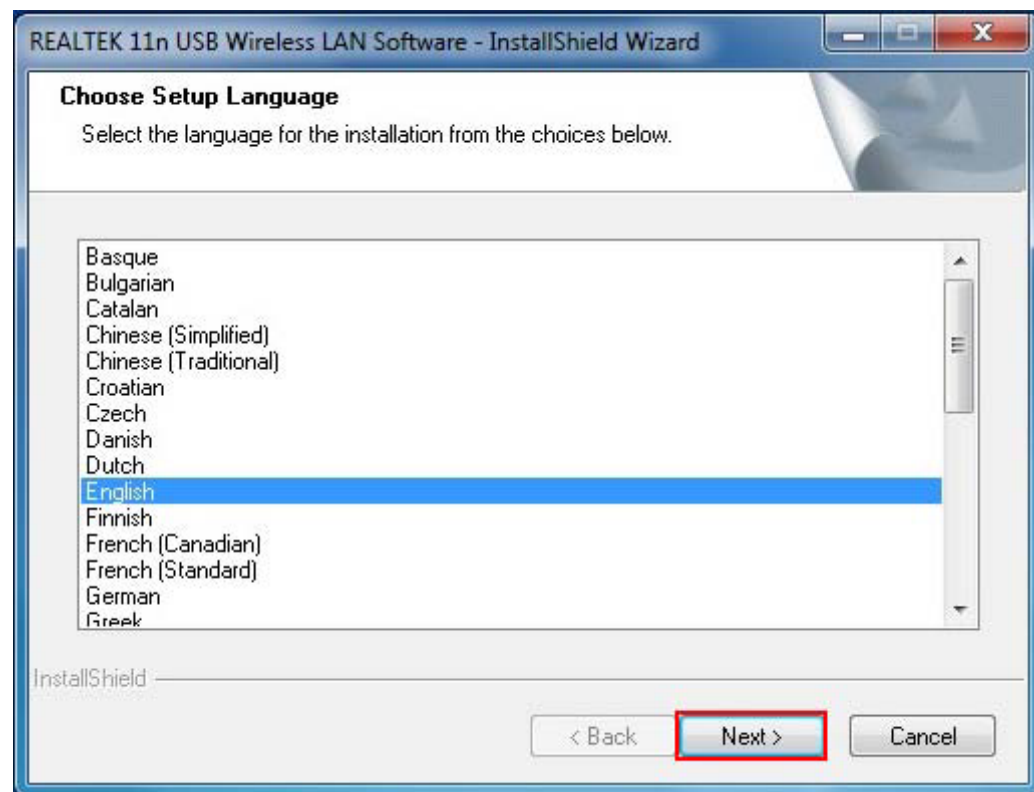 REALTEK 11n USB Wireless LAN Software - InstallShield Wizard
Choose Setup Language
Select the language for the installation from the choices below.
Basque
Bulgarian
Catalan
Chinese (Simplified)
Chinese (Traditional)
Croatian
Czech
Danish
Dutch
English
Finnish
French (Canadian)
French (Standard)
German
Greek
InstallShield
< Back Next > Cancel